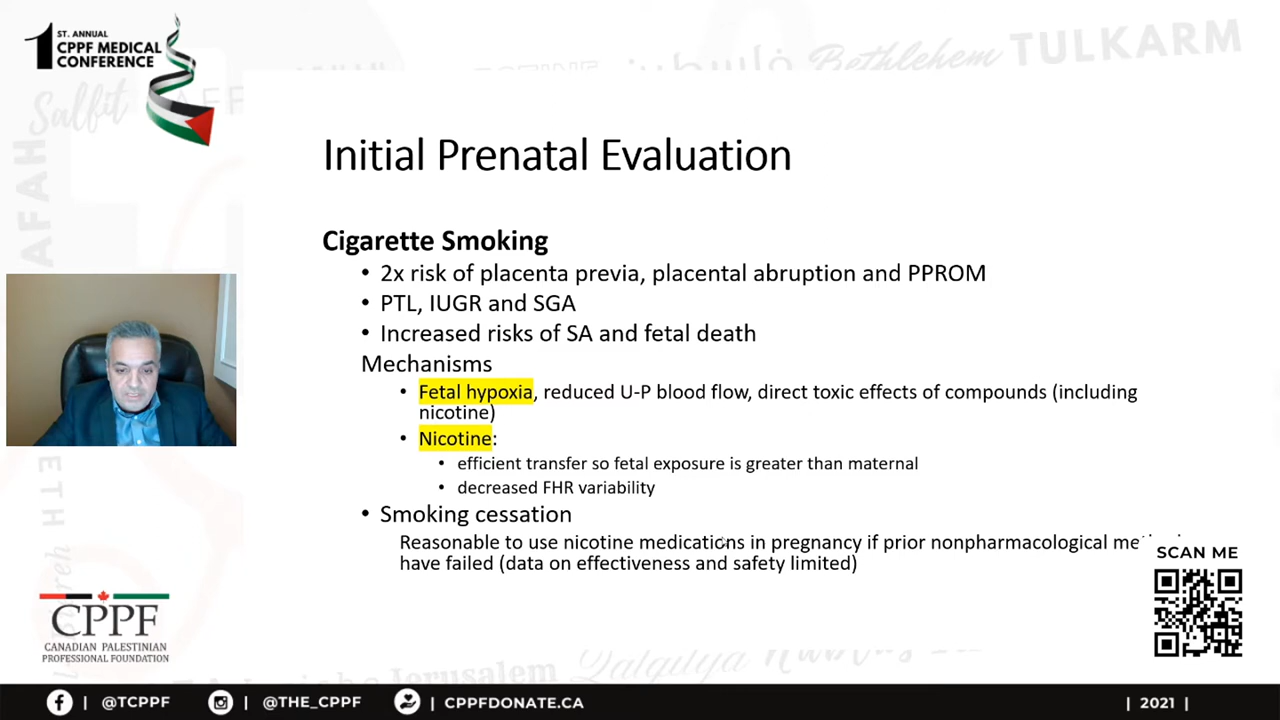 1 ST. ANNUAL
CPPF MEDICAL
CONFERENCE
Salfit
Bethlehem TULKARM
Initial Prenatal Evaluation
Cigarette Smoking
• 2x risk of placenta previa, placental abruption and PPROM
• PTL, IUGR and SGA
• Increased risks of SA and fetal death
Mechanisms
• Fetal hypoxia, reduced U-P blood flow, direct toxic effects of compounds (including
nicotine)
• Nicotine:
• efficient transfer so fetal exposure is greater than maternal
• decreased FHR variability
• Smoking cessation
Reasonable to use nicotine medications in pregnancy if prior nonpharmacological
have failed (data on effectiveness and safety limited)
SCAN ME
CPPF
CANADIAN PALESTINIAN
PROFESSIONAL FOUNDATION
Jerusalem Qalqilya
| @TCPPF | @THE_CPPF | CPPFDONATE.CA | 2021 |